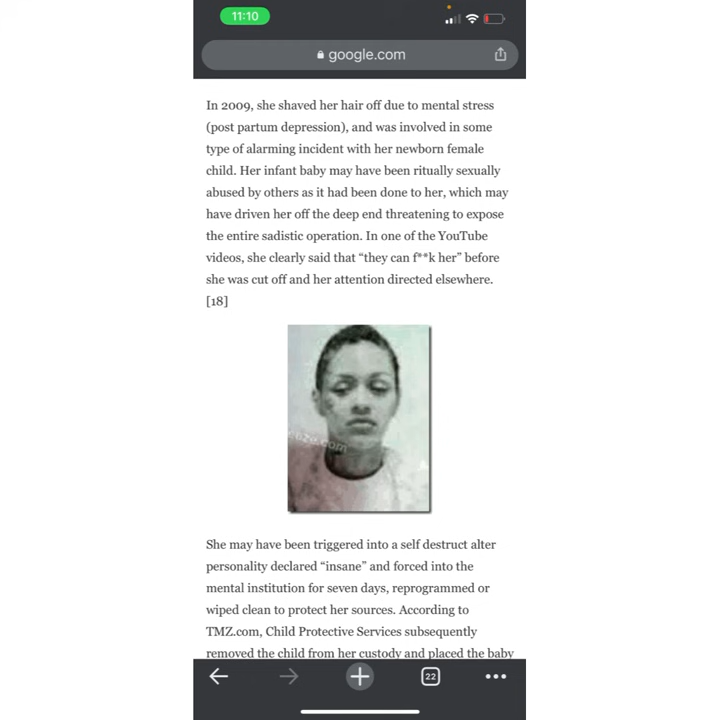 11:10
google.com
In 2009, she shaved her hair off due to mental stress
(post partum depression), and was involved in some
type of alarming incident with her newborn female
child. Her infant baby may have been ritually sexually
abused by others as it had been done to her, which may
have driven her off the deep end threatening to expose
the entire sadistic operation. In one of the YouTube
videos, she clearly said that “they can f**k her” before
she was cut off and her attention directed elsewhere.
[18]
She may have been triggered into a self destruct alter
personality declared “insane” and forced into the
mental institution for seven days, reprogrammed or
wiped clean to protect her sources. According to
TMZ.com, Child Protective Services subsequently
removed the child from her custody and placed the baby
22